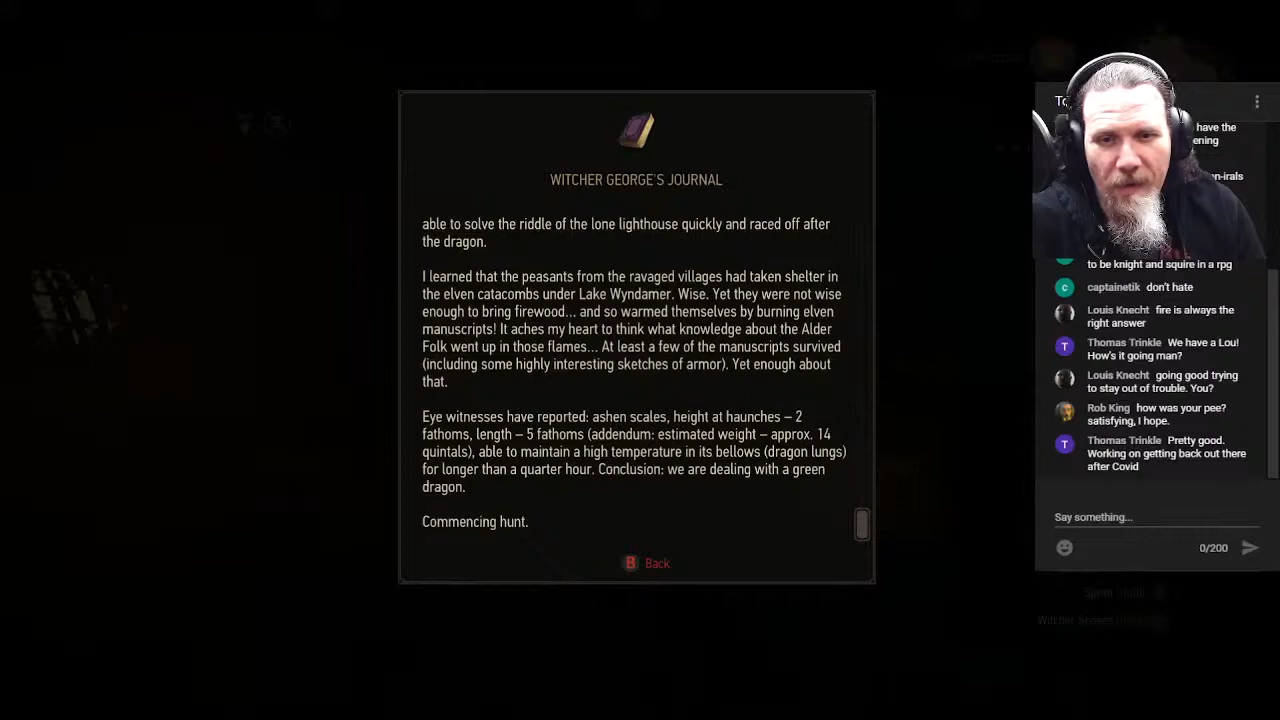 WITCHER GEORGE'S JOURNAL
able to solve the riddle of the lone lighthouse quickly and raced off after
the dragon.
I learned that the peasants from the ravaged villages had taken shelter in
the elven catacombs under Lake Wyndamer. Wise. Yet they were not wise
enough to bring firewood... and so warmed themselves by burning elven
manuscripts! It aches my heart to think what knowledge about the Alder
Folk went up in those flames... At least a few of the manuscripts survived
(including some highly interesting sketches of armor). Yet enough about
that.
Eye witnesses have reported: ashen scales, height at haunches – 2
fathoms, length – 5 fathoms (addendum: estimated weight – approx. 14
quintals), able to maintain a high temperature in its bellows (dragon lungs)
for longer than a quarter hour. Conclusion: we are dealing with a green
dragon.
Commencing hunt.
B Back
have the
ening
n-irals
to be knight and squire in a rpg
c captainetik don't hate
Louis Knecht fire is always the
right answer
T Thomas Trinkle We have a Lou!
How's it going man?
Louis Knecht going good trying
to stay out of trouble. You?
Rob King how was your pee?
satisfying, I hope.
T Thomas Trinkle Pretty good.
Working on getting back out there
after Covid
Say something...
0/200
Witcher Senses